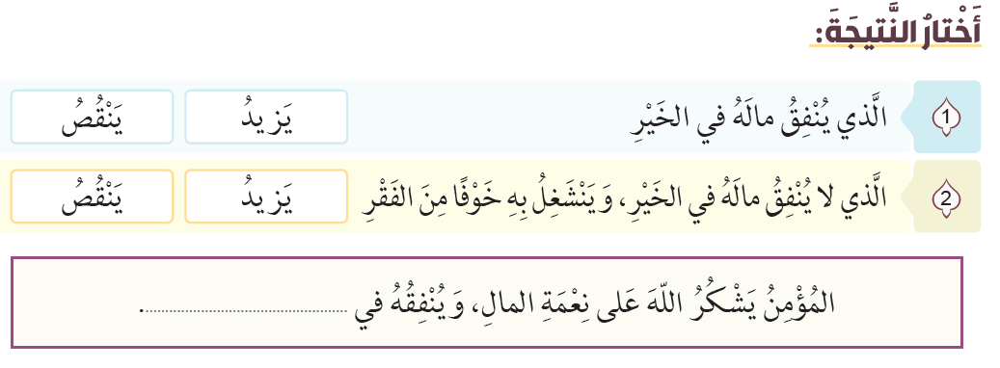 أَخْتارُ النَّتيجَةَ:
1 الَّذي يُنْفِقُ مالَهُ في الخَيْرِ يَزيدُ يَنْقُصُ
2 الَّذي لا يُنْفِقُ مالَهُ في الخَيْرِ، وَيَنْشَغِلُ بِهِ خَوْفًا مِنَ الفَقْرِ يَزيدُ يَنْقُصُ
المُؤْمِنُ يَشْكُرُ اللّهَ عَلى نِعْمَةِ المالِ، وَيُنْفِقُهُ في ........................................................